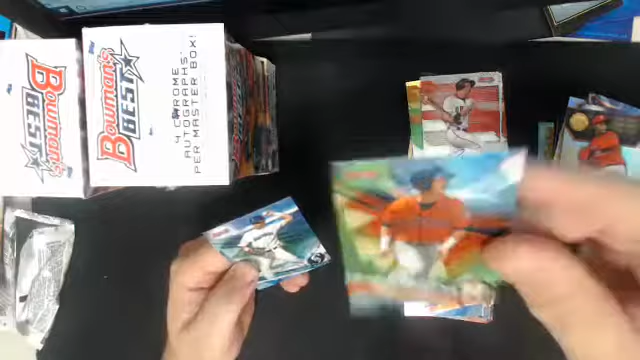 Bowman's
BEST
Bowman's
BEST
4 CHROME
AUTOGRAPHS*
PER MASTER BOX!